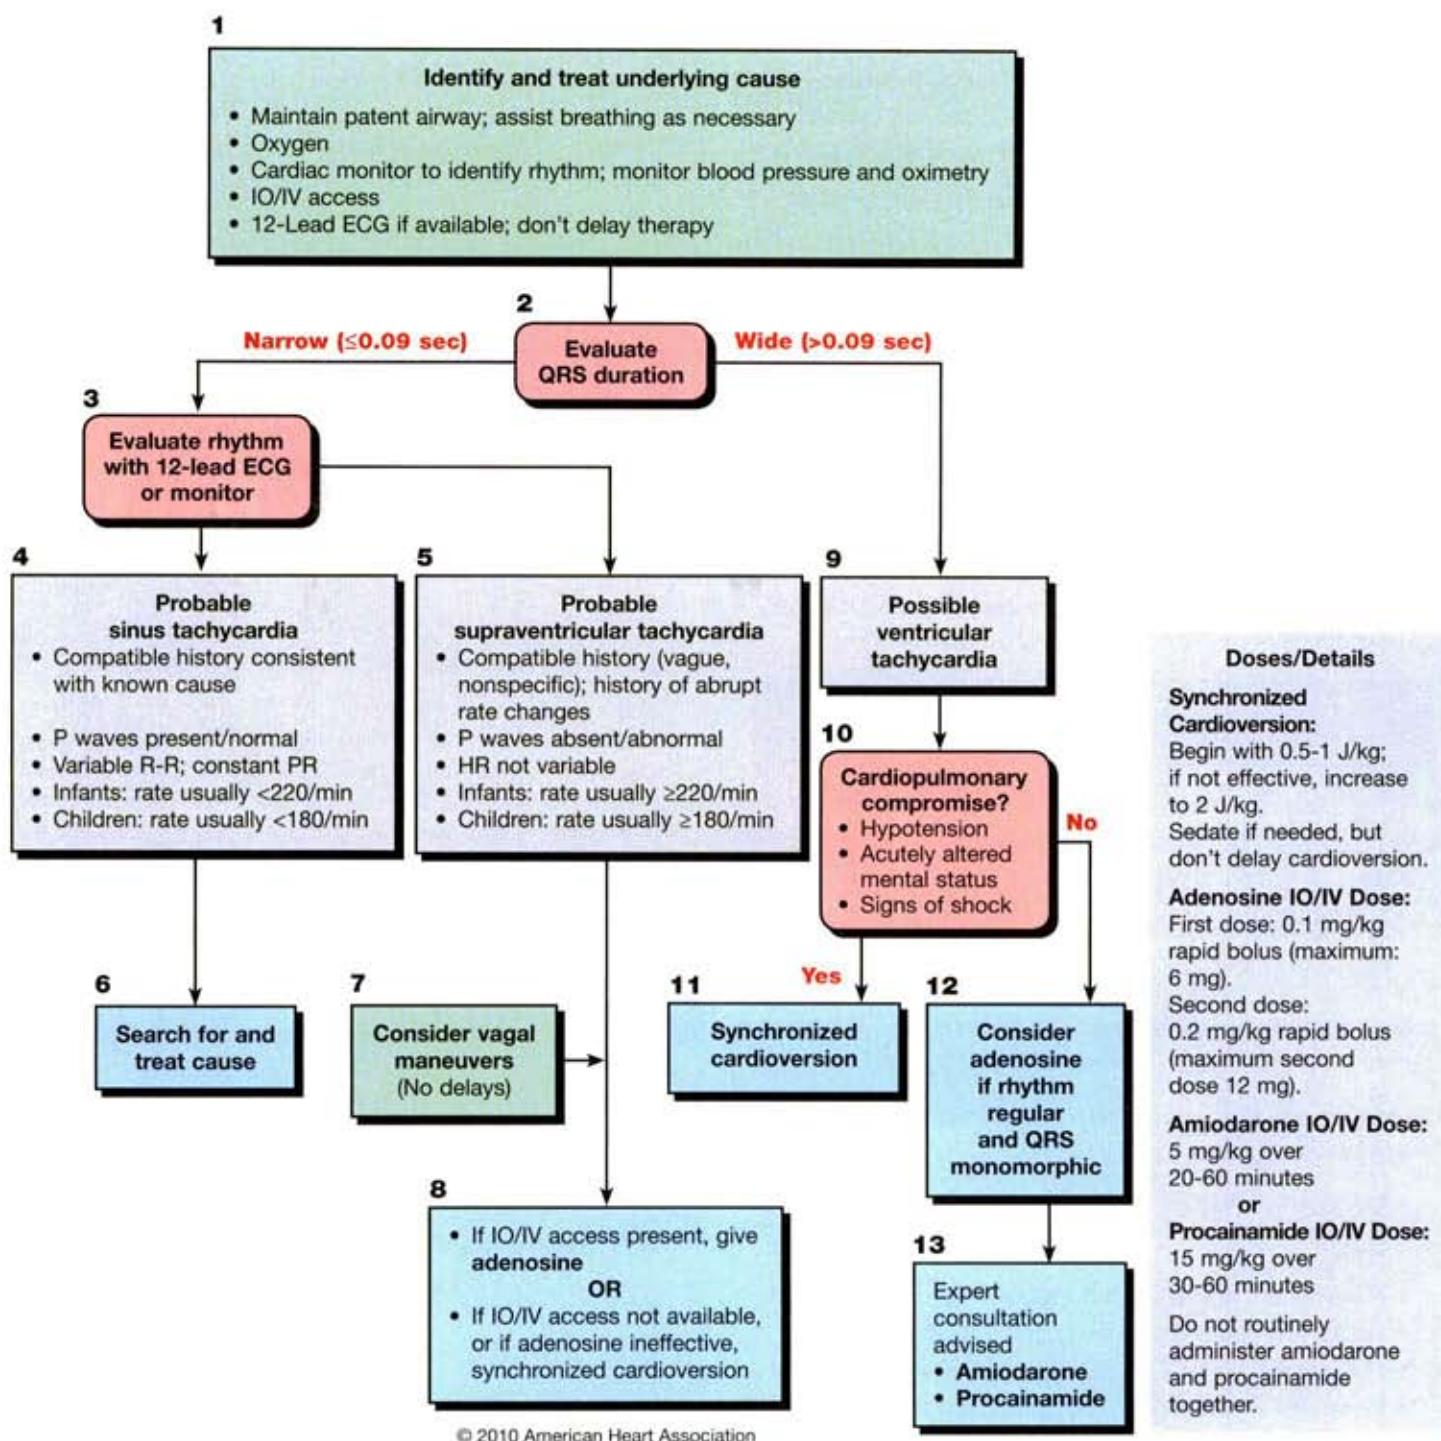 1
Identify and treat underlying cause
• Maintain patent airway; assist breathing as necessary
• Oxygen
• Cardiac monitor to identify rhythm; monitor blood pressure and oximetry
• IO/IV access
• 12-Lead ECG if available; don't delay therapy
2
Narrow (≤0.09 sec)
Evaluate
QRS duration
Wide (>0.09 sec)
3
Evaluate rhythm
with 12-lead ECG
or monitor
4
Probable
sinus tachycardia
• Compatible history consistent
with known cause
• P waves present/normal
• Variable R-R; constant PR
• Infants: rate usually <220/min
• Children: rate usually <180/min
5
Probable
supraventricular tachycardia
• Compatible history (vague,
nonspecific); history of abrupt
rate changes
• P waves absent/abnormal
• HR not variable
• Infants: rate usually ≥220/min
• Children: rate usually ≥180/min
9
Possible
ventricular
tachycardia
10
Cardiopulmonary
compromise?
• Hypotension
• Acutely altered
mental status
• Signs of shock
No
Yes
6
Search for and
treat cause
7
Consider vagal
maneuvers
(No delays)
8
• If IO/IV access present, give
adenosine
OR
• If IO/IV access not available,
or if adenosine ineffective,
synchronized cardioversion
11
Synchronized
cardioversion
12
Consider
adenosine
if rhythm
regular
and QRS
monomorphic
13
Expert
consultation
advised
• Amiodarone
• Procainamide
Doses/Details
Synchronized
Cardioversion:
Begin with 0.5-1 J/kg;
if not effective, increase
to 2 J/kg.
Sedate if needed, but
don't delay cardioversion.
Adenosine IO/IV Dose:
First dose: 0.1 mg/kg
rapid bolus (maximum:
6 mg).
Second dose:
0.2 mg/kg rapid bolus
(maximum second
dose 12 mg).
Amiodarone IO/IV Dose:
5 mg/kg over
20-60 minutes
or
Procainamide IO/IV Dose:
15 mg/kg over
30-60 minutes
Do not routinely
administer amiodarone
and procainamide
together.
© 2010 American Heart Association